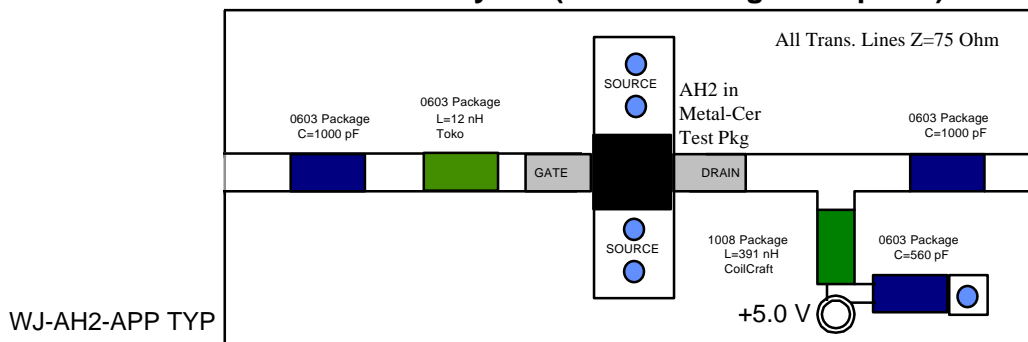 All Trans. Lines Z=75 Ohm
SOURCE
AH2 in
Metal-Cer
Test Pkg
0603 Package
L=12 nH
Toko
0603 Package
C=1000 pF
0603 Package
C=1000 pF
GATE
DRAIN
SOURCE
1008 Package
L=391 nH
CoilCraft
0603 Package
C=560 pF
+5.0 V
WJ-AH2-APP TYP